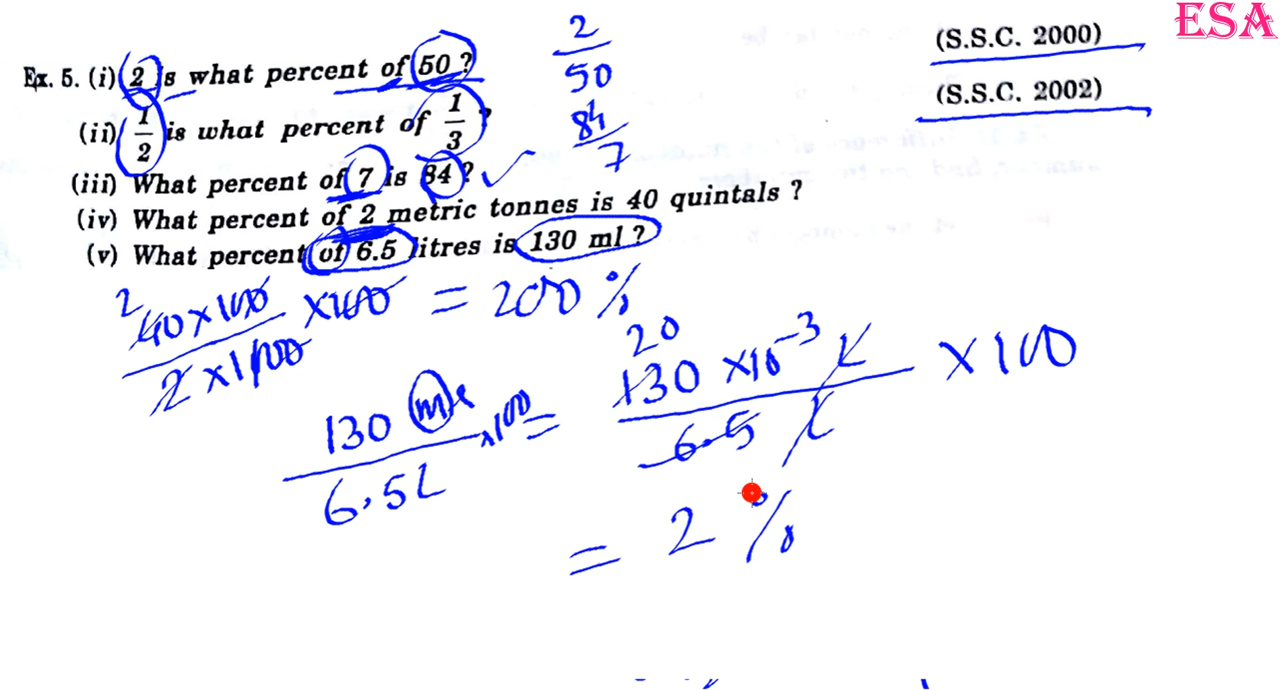 ESA
Ex. 5. (i) 2 is what percent of 50 ? (S.S.C. 2000)
(ii) 1/2 is what percent of 1/3 ? (S.S.C. 2002)
(iii) What percent of 7 is 84 ?
(iv) What percent of 2 metric tonnes is 40 quintals ?
(v) What percent of 6.5 litres is 130 ml ?
2/50
84/7
2
40×100/2×1000 ×100 = 200 %
20
130 ml/6.5L ×100 = 130 ×10^-3 L/6.5 L ×100
= 2 %